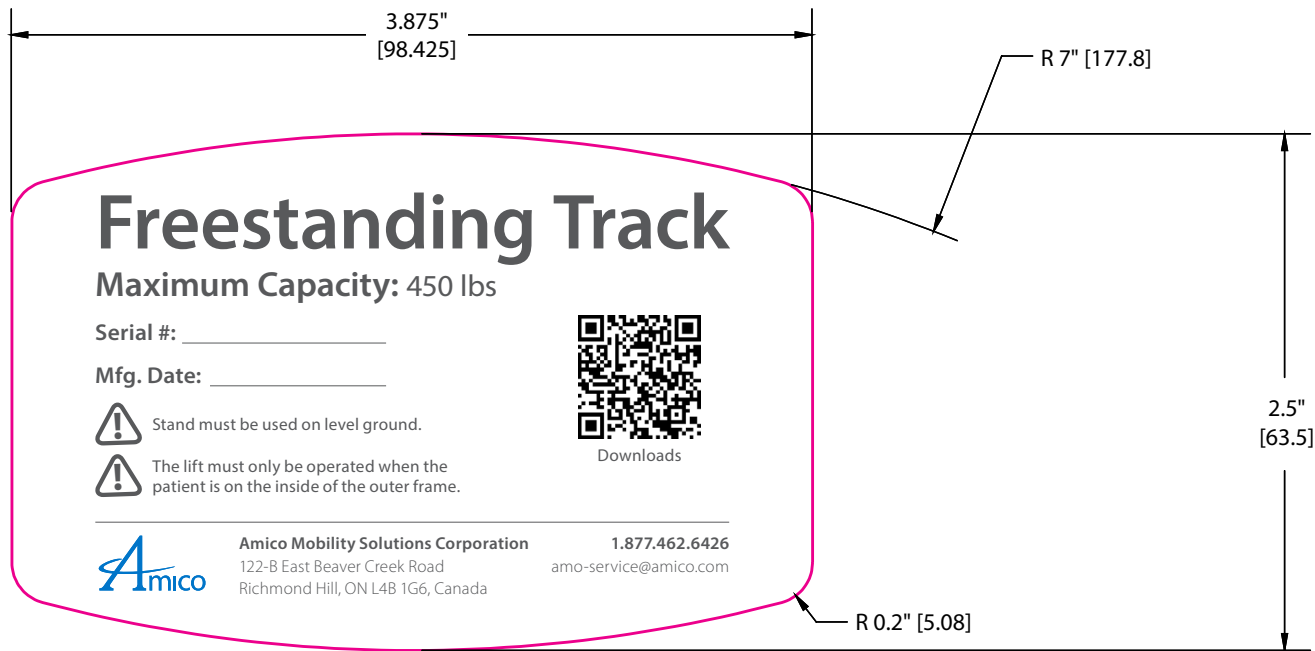 3.875"
[98.425]
R 7" [177.8]
Freestanding Track
Maximum Capacity: 450 lbs
Serial #:
Mfg. Date:
Stand must be used on level ground.
The lift must only be operated when the
patient is on the inside of the outer frame.
Downloads
2.5"
[63.5]
Amico
Amico Mobility Solutions Corporation
122-B East Beaver Creek Road
Richmond Hill, ON L4B 1G6, Canada
1.877.462.6426
amo-service@amico.com
R 0.2" [5.08]